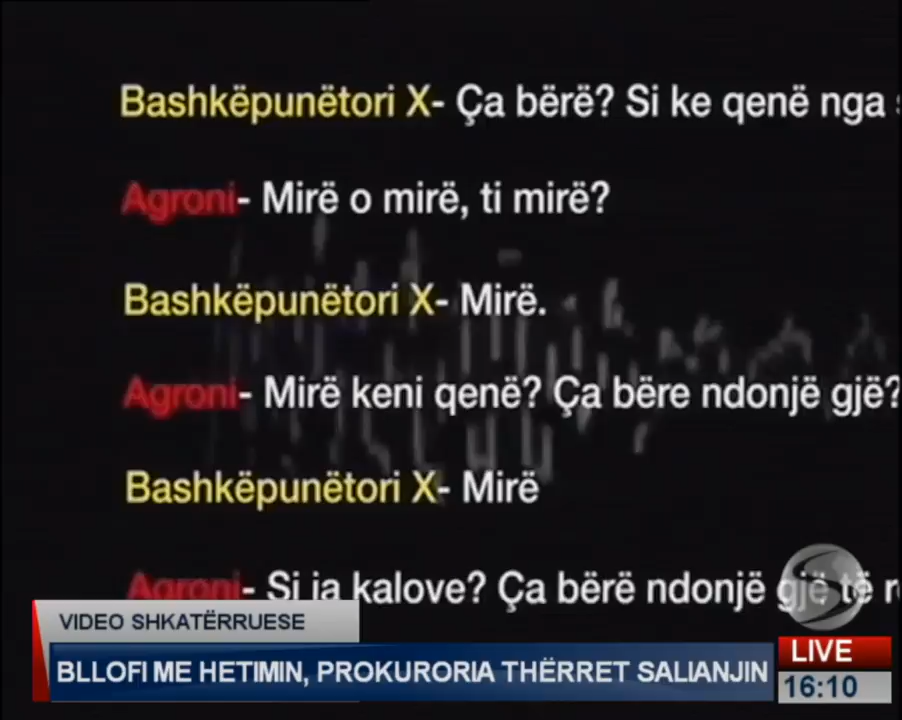 Bashkëpunëtori X- Ça bërë? Si ke qenë nga
Agroni- Mirë o mirë, ti mirë?
Bashkëpunëtori X- Mirë.
Agroni- Mirë keni qenë? Ça bëre ndonjë gjë?
Bashkëpunëtori X- Mirë
Agroni- Si ia kalove? Ça bërë ndonjë gjë të
VIDEO SHKATËRRUESE
BLLOFI ME HETIMIN, PROKURORIA THËRRET SALIANJIN
LIVE
16:10